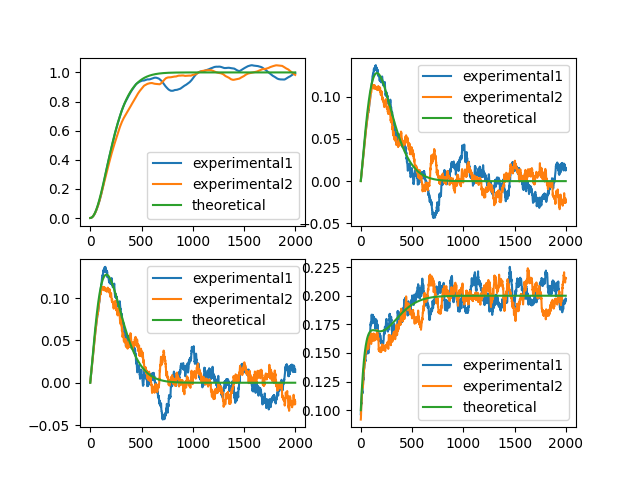 1.0
0.8
0.6
0.4
0.2
0.0
0 500 1000 1500 2000
experimental1
experimental2
theoretical
0.10
0.05
0.00
−0.05
0 500 1000 1500 2000
experimental1
experimental2
theoretical
0.10
0.05
0.00
−0.05
0 500 1000 1500 2000
experimental1
experimental2
theoretical
0.225
0.200
0.175
0.150
0.125
0.100
0 500 1000 1500 2000
experimental1
experimental2
theoretical